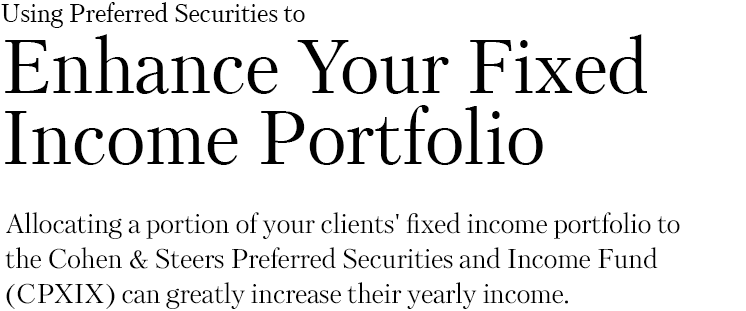 Using Preferred Securities to
Enhance Your Fixed
Income Portfolio
Allocating a portion of your clients' fixed income portfolio to
the Cohen & Steers Preferred Securities and Income Fund
(CPXIX) can greatly increase their yearly income.